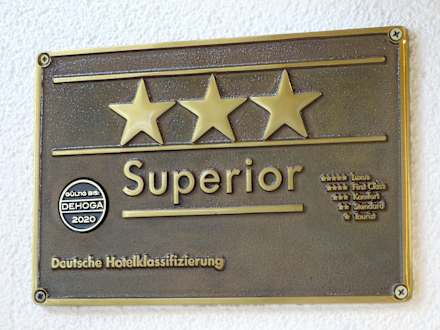 Superior
GÜLTIG BIS:
DEHOGA
2020
Luxus
First Class
Komfort
Standard
Tourist
Deutsche Hotelklassifizierung